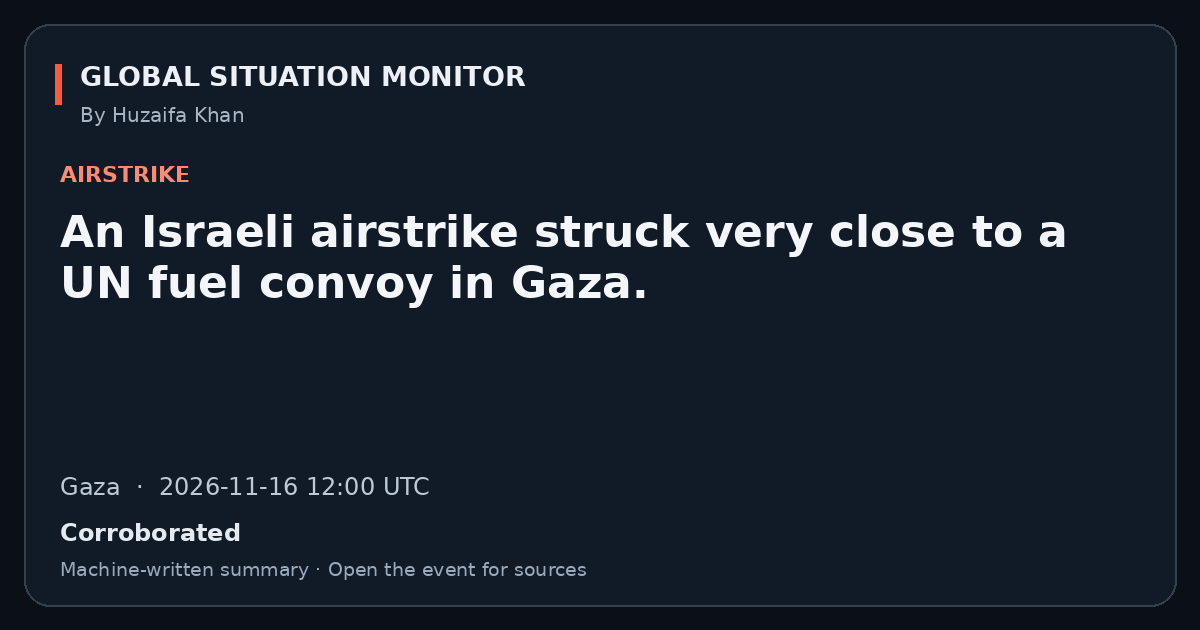 GLOBAL SITUATION MONITOR
By Huzaifa Khan
AIRSTRIKE
An Israeli airstrike struck very close to a
UN fuel convoy in Gaza.
Gaza · 2026-11-16 12:00 UTC
Corroborated
Machine-written summary · Open the event for sources